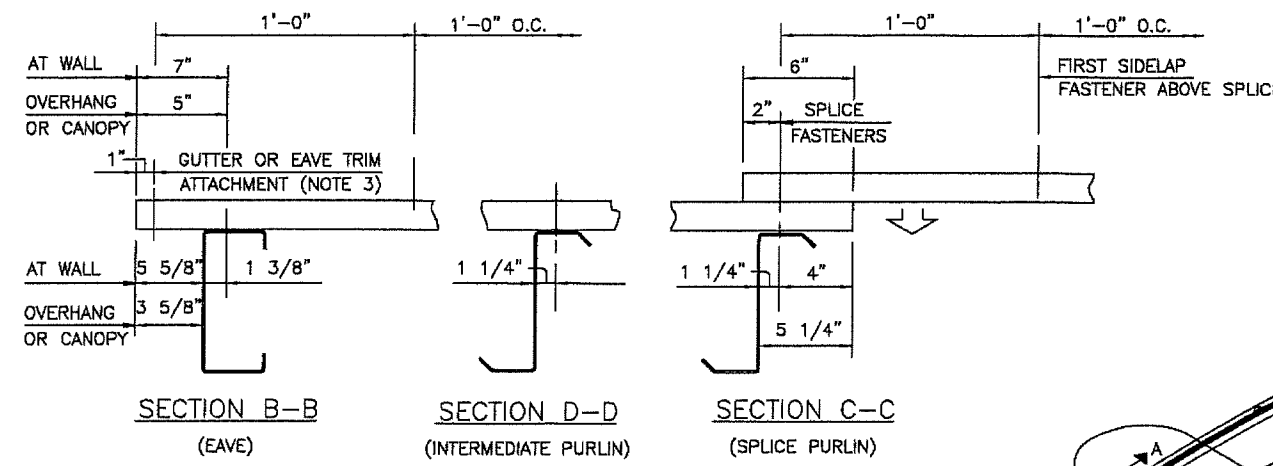 1'-0"
1'-0" O.C.
1'-0"
1'-0" O.C.
AT WALL
7"
6"
FIRST SIDELAP
FASTENER ABOVE SPLIC
OVERHANG
OR CANOPY
5"
2"
SPLICE
FASTENERS
1"
GUTTER OR EAVE TRIM
ATTACHMENT (NOTE 3)
AT WALL
5 5/8"
1 3/8"
1 1/4"
1 1/4"
4"
OVERHANG
OR CANOPY
3 5/8"
5 1/4"
SECTION B-B
(EAVE)
SECTION D-D
(INTERMEDIATE PURLIN)
SECTION C-C
(SPLICE PURLIN)
A